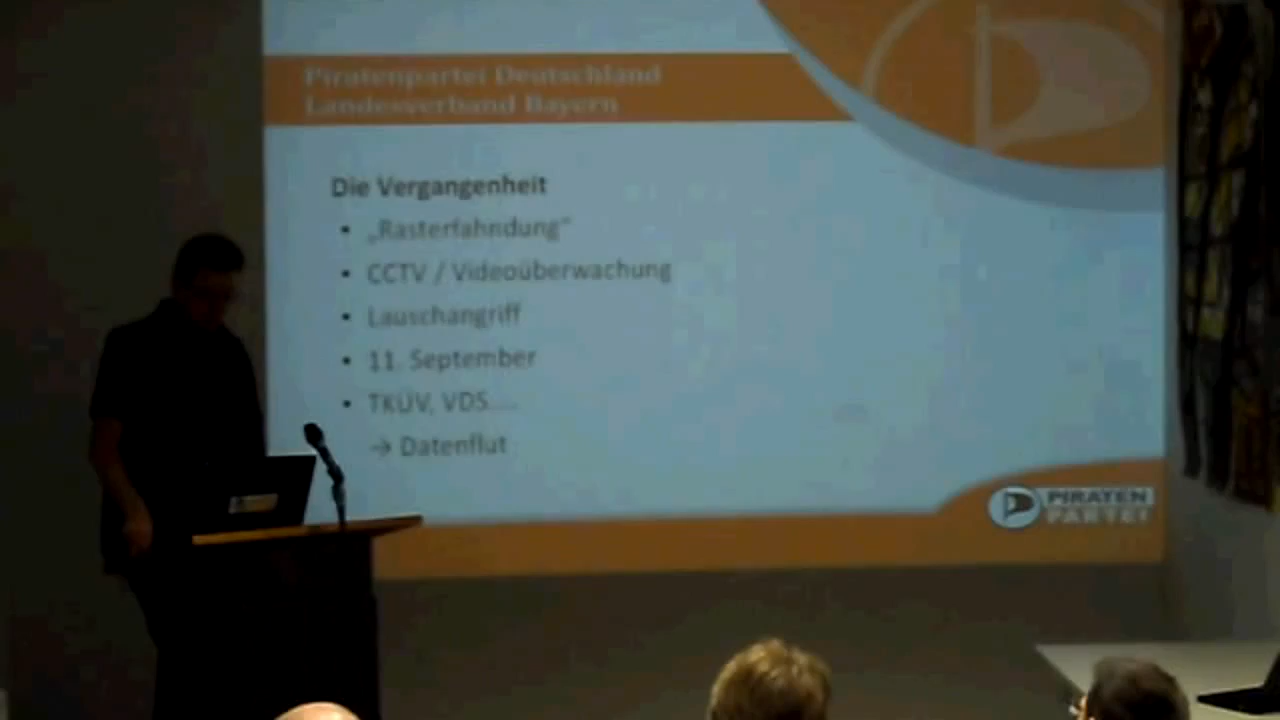 Piratenpartei Deutschland
Landesverband Bayern
Die Vergangenheit
• „Rasterfahndung“
• CCTV / Videoüberwachung
• Lauschangriff
• 11. September
• TKÜV, VDS....
→ Datenflut
PIRATEN
PARTEI